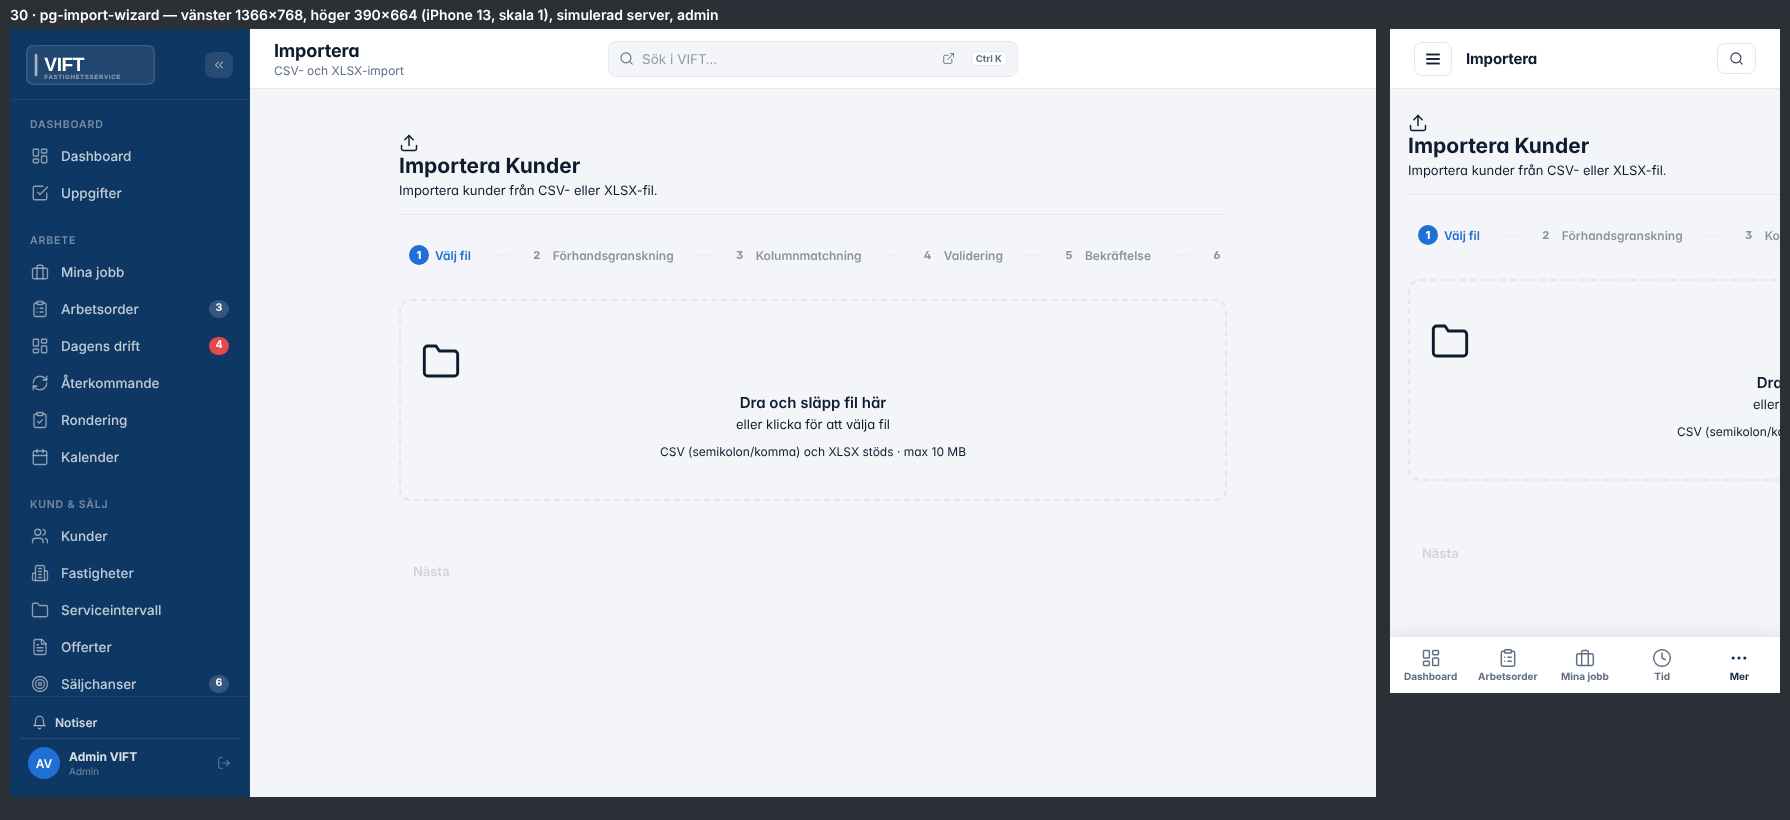 30 · pg-import-wizard — vänster 1366×768, höger 390×664 (iPhone 13, skala 1), simulerad server, admin
VIFT
FASTIGHETSSERVICE
DASHBOARD
Dashboard
Uppgifter
ARBETE
Mina jobb
Arbetsorder 3
Dagens drift 4
Återkommande
Rondering
Kalender
KUND & SÄLJ
Kunder
Fastigheter
Serviceintervall
Offerter
Säljchanser 6
Notiser
AV
Admin VIFT
Admin
Importera
CSV- och XLSX-import
Sök i VIFT... Ctrl K
Importera Kunder
Importera kunder från CSV- eller XLSX-fil.
1 Välj fil 2 Förhandsgranskning 3 Kolumnmatchning 4 Validering 5 Bekräftelse 6
Dra och släpp fil här
eller klicka för att välja fil
CSV (semikolon/komma) och XLSX stöds · max 10 MB
Nästa
Importera
Importera Kunder
Importera kunder från CSV- eller XLSX-fil.
1 Välj fil 2 Förhandsgranskning 3 Ko
Dra
eller
CSV (semikolon/ko
Nästa
Dashboard Arbetsorder Mina jobb Tid Mer